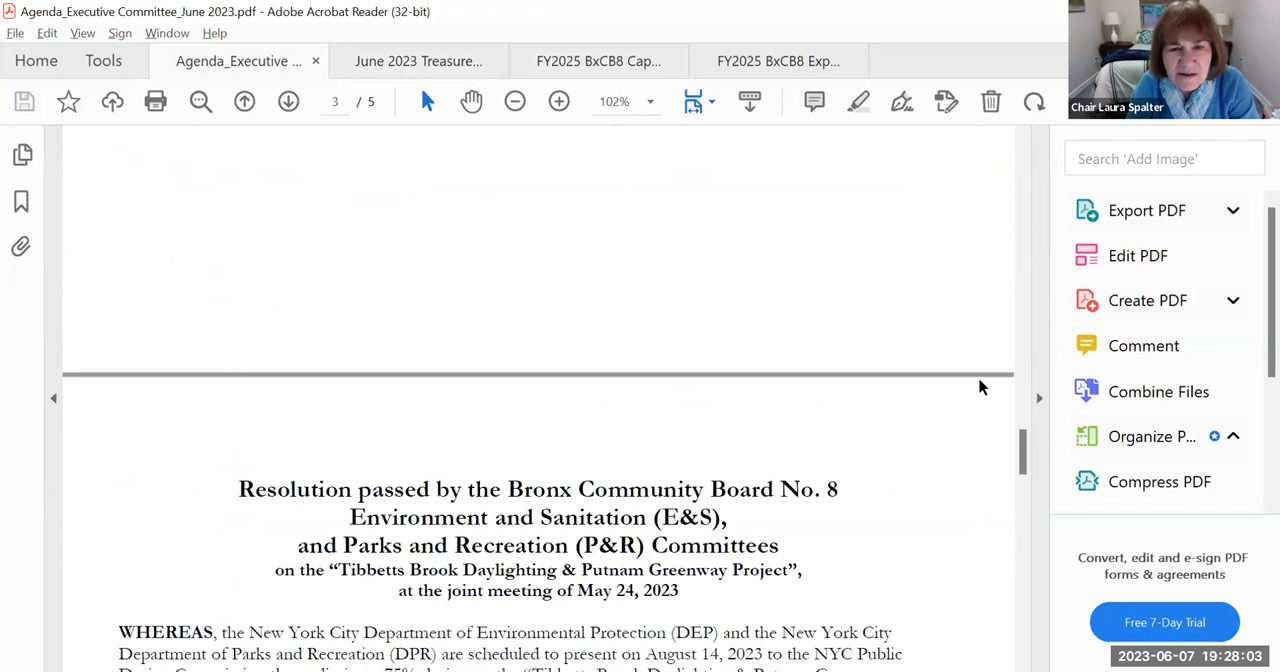 Agenda_Executive Committee_June 2023.pdf - Adobe Acrobat Reader (32-bit)
File Edit View Sign Window Help
Home Tools Agenda_Executive ... × June 2023 Treasure... FY2025 BxCB8 Cap... FY2025 BxCB8 Exp...
3 / 5 102%
Chair Laura Spalter
Search 'Add Image'
Export PDF
Edit PDF
Create PDF
Comment
Combine Files
Organize P...
Compress PDF
Convert, edit and e-sign PDF
forms & agreements
Free 7-Day Trial
2023-06-07 19:28:03
Resolution passed by the Bronx Community Board No. 8
Environment and Sanitation (E&S),
and Parks and Recreation (P&R) Committees
on the “Tibbetts Brook Daylighting & Putnam Greenway Project”,
at the joint meeting of May 24, 2023
WHEREAS, the New York City Department of Environmental Protection (DEP) and the New York City
Department of Parks and Recreation (DPR) are scheduled to present on August 14, 2023 to the NYC Public